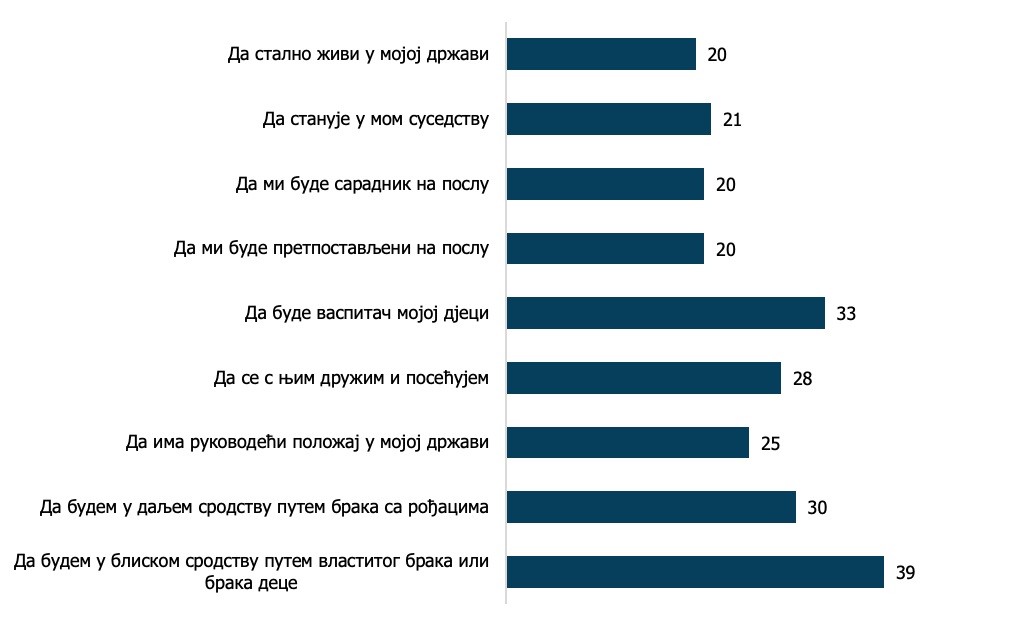 Да стално живи у мојој држави 20
Да станује у мом суседству 21
Да ми буде сарадник на послу 20
Да ми буде претпостављени на послу 20
Да буде васпитач мојој дјеци 33
Да се с њим дружим и посећујем 28
Да има руководећи положај у мојој држави 25
Да будем у даљем сродству путем брака са рођацима 30
Да будем у блиском сродству путем властитог брака или
брака деце 39